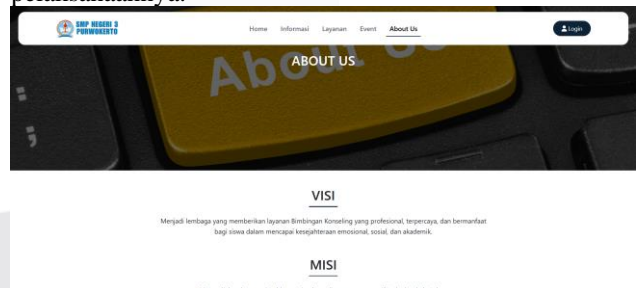 SMP NEGERI 3
PURWOKERTO
Home Informasi Layanan Event About Us
Login
About Us
ABOUT US
VISI
Menjadi lembaga yang memberikan layanan Bimbingan Konseling yang profesional, terpercaya, dan bermanfaat
bagi siswa dalam mencapai kesejahteraan emosional, sosial, dan akademik.
MISI